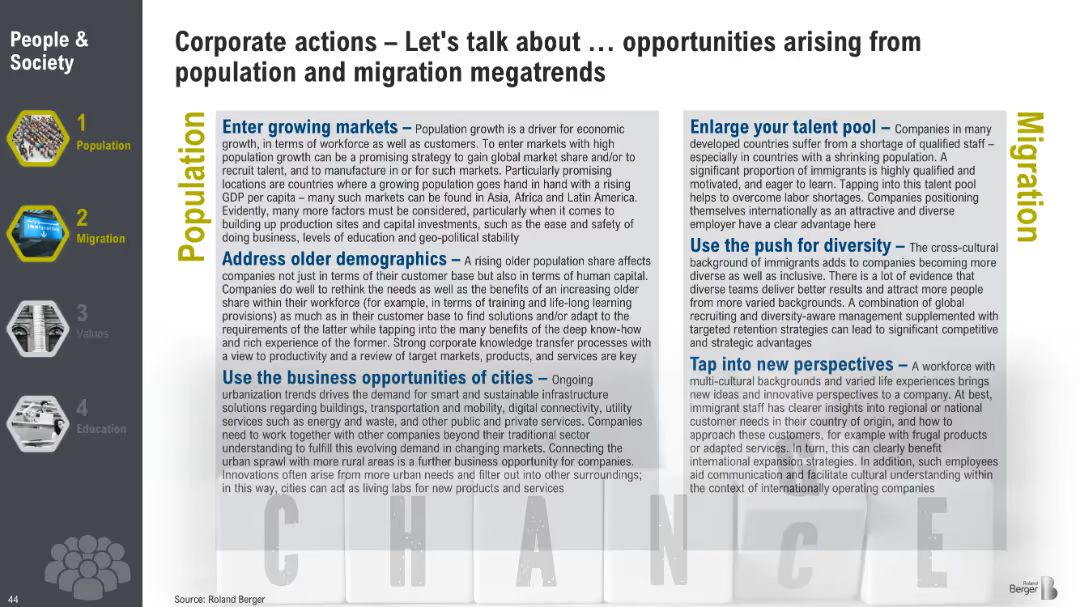 People &
Society
1
Population
2
Migration
3
Values
4
Education
44
Corporate actions – Let's talk about … opportunities arising from
population and migration megatrends
Population
Enter growing markets – Population growth is a driver for economic
growth, in terms of workforce as well as customers. To enter markets with high
population growth can be a promising strategy to gain global market share and/or to
recruit talent, and to manufacture in or for such markets. Particularly promising
locations are countries where a growing population goes hand in hand with a rising
GDP per capita – many such markets can be found in Asia, Africa and Latin America.
Evidently, many more factors must be considered, particularly when it comes to
building up production sites and capital investments, such as the ease and safety of
doing business, levels of education and geo-political stability
Address older demographics – A rising older population share affects
companies not just in terms of their customer base but also in terms of human capital.
Companies do well to rethink the needs as well as the benefits of an increasing older
share within their workforce (for example, in terms of training and life-long learning
provisions) as much as in their customer base to find solutions and/or adapt to the
requirements of the latter while tapping into the many benefits of the deep know-how
and rich experience of the former. Strong corporate knowledge transfer processes with
a view to productivity and a review of target markets, products, and services are key
Use the business opportunities of cities – Ongoing
urbanization trends drives the demand for smart and sustainable infrastructure
solutions regarding buildings, transportation and mobility, digital connectivity, utility
services such as energy and waste, and other public and private services. Companies
need to work together with other companies beyond their traditional sector
understanding to fulfill this evolving demand in changing markets. Connecting the
urban sprawl with more rural areas is a further business opportunity for companies.
Innovations often arise from more urban needs and filter out into other surroundings;
in this way, cities can act as living labs for new products and services
Migration
Enlarge your talent pool – Companies in many
developed countries suffer from a shortage of qualified staff –
especially in countries with a shrinking population. A
significant proportion of immigrants is highly qualified and
motivated, and eager to learn. Tapping into this talent pool
helps to overcome labor shortages. Companies positioning
themselves internationally as an attractive and diverse
employer have a clear advantage here
Use the push for diversity – The cross-cultural
background of immigrants adds to companies becoming more
diverse as well as inclusive. There is a lot of evidence that
diverse teams deliver better results and attract more people
from more varied backgrounds. A combination of global
recruiting and diversity-aware management supplemented with
targeted retention strategies can lead to significant competitive
and strategic advantages
Tap into new perspectives – A workforce with
multi-cultural backgrounds and varied life experiences brings
new ideas and innovative perspectives to a company. At best,
immigrant staff has clearer insights into regional or national
customer needs in their country of origin, and how to
approach these customers, for example with frugal products
or adapted services. In turn, this can clearly benefit
international expansion strategies. In addition, such employees
aid communication and facilitate cultural understanding within
the context of internationally operating companies
G
C H A N C E
Source: Roland Berger
Roland
Berger
B